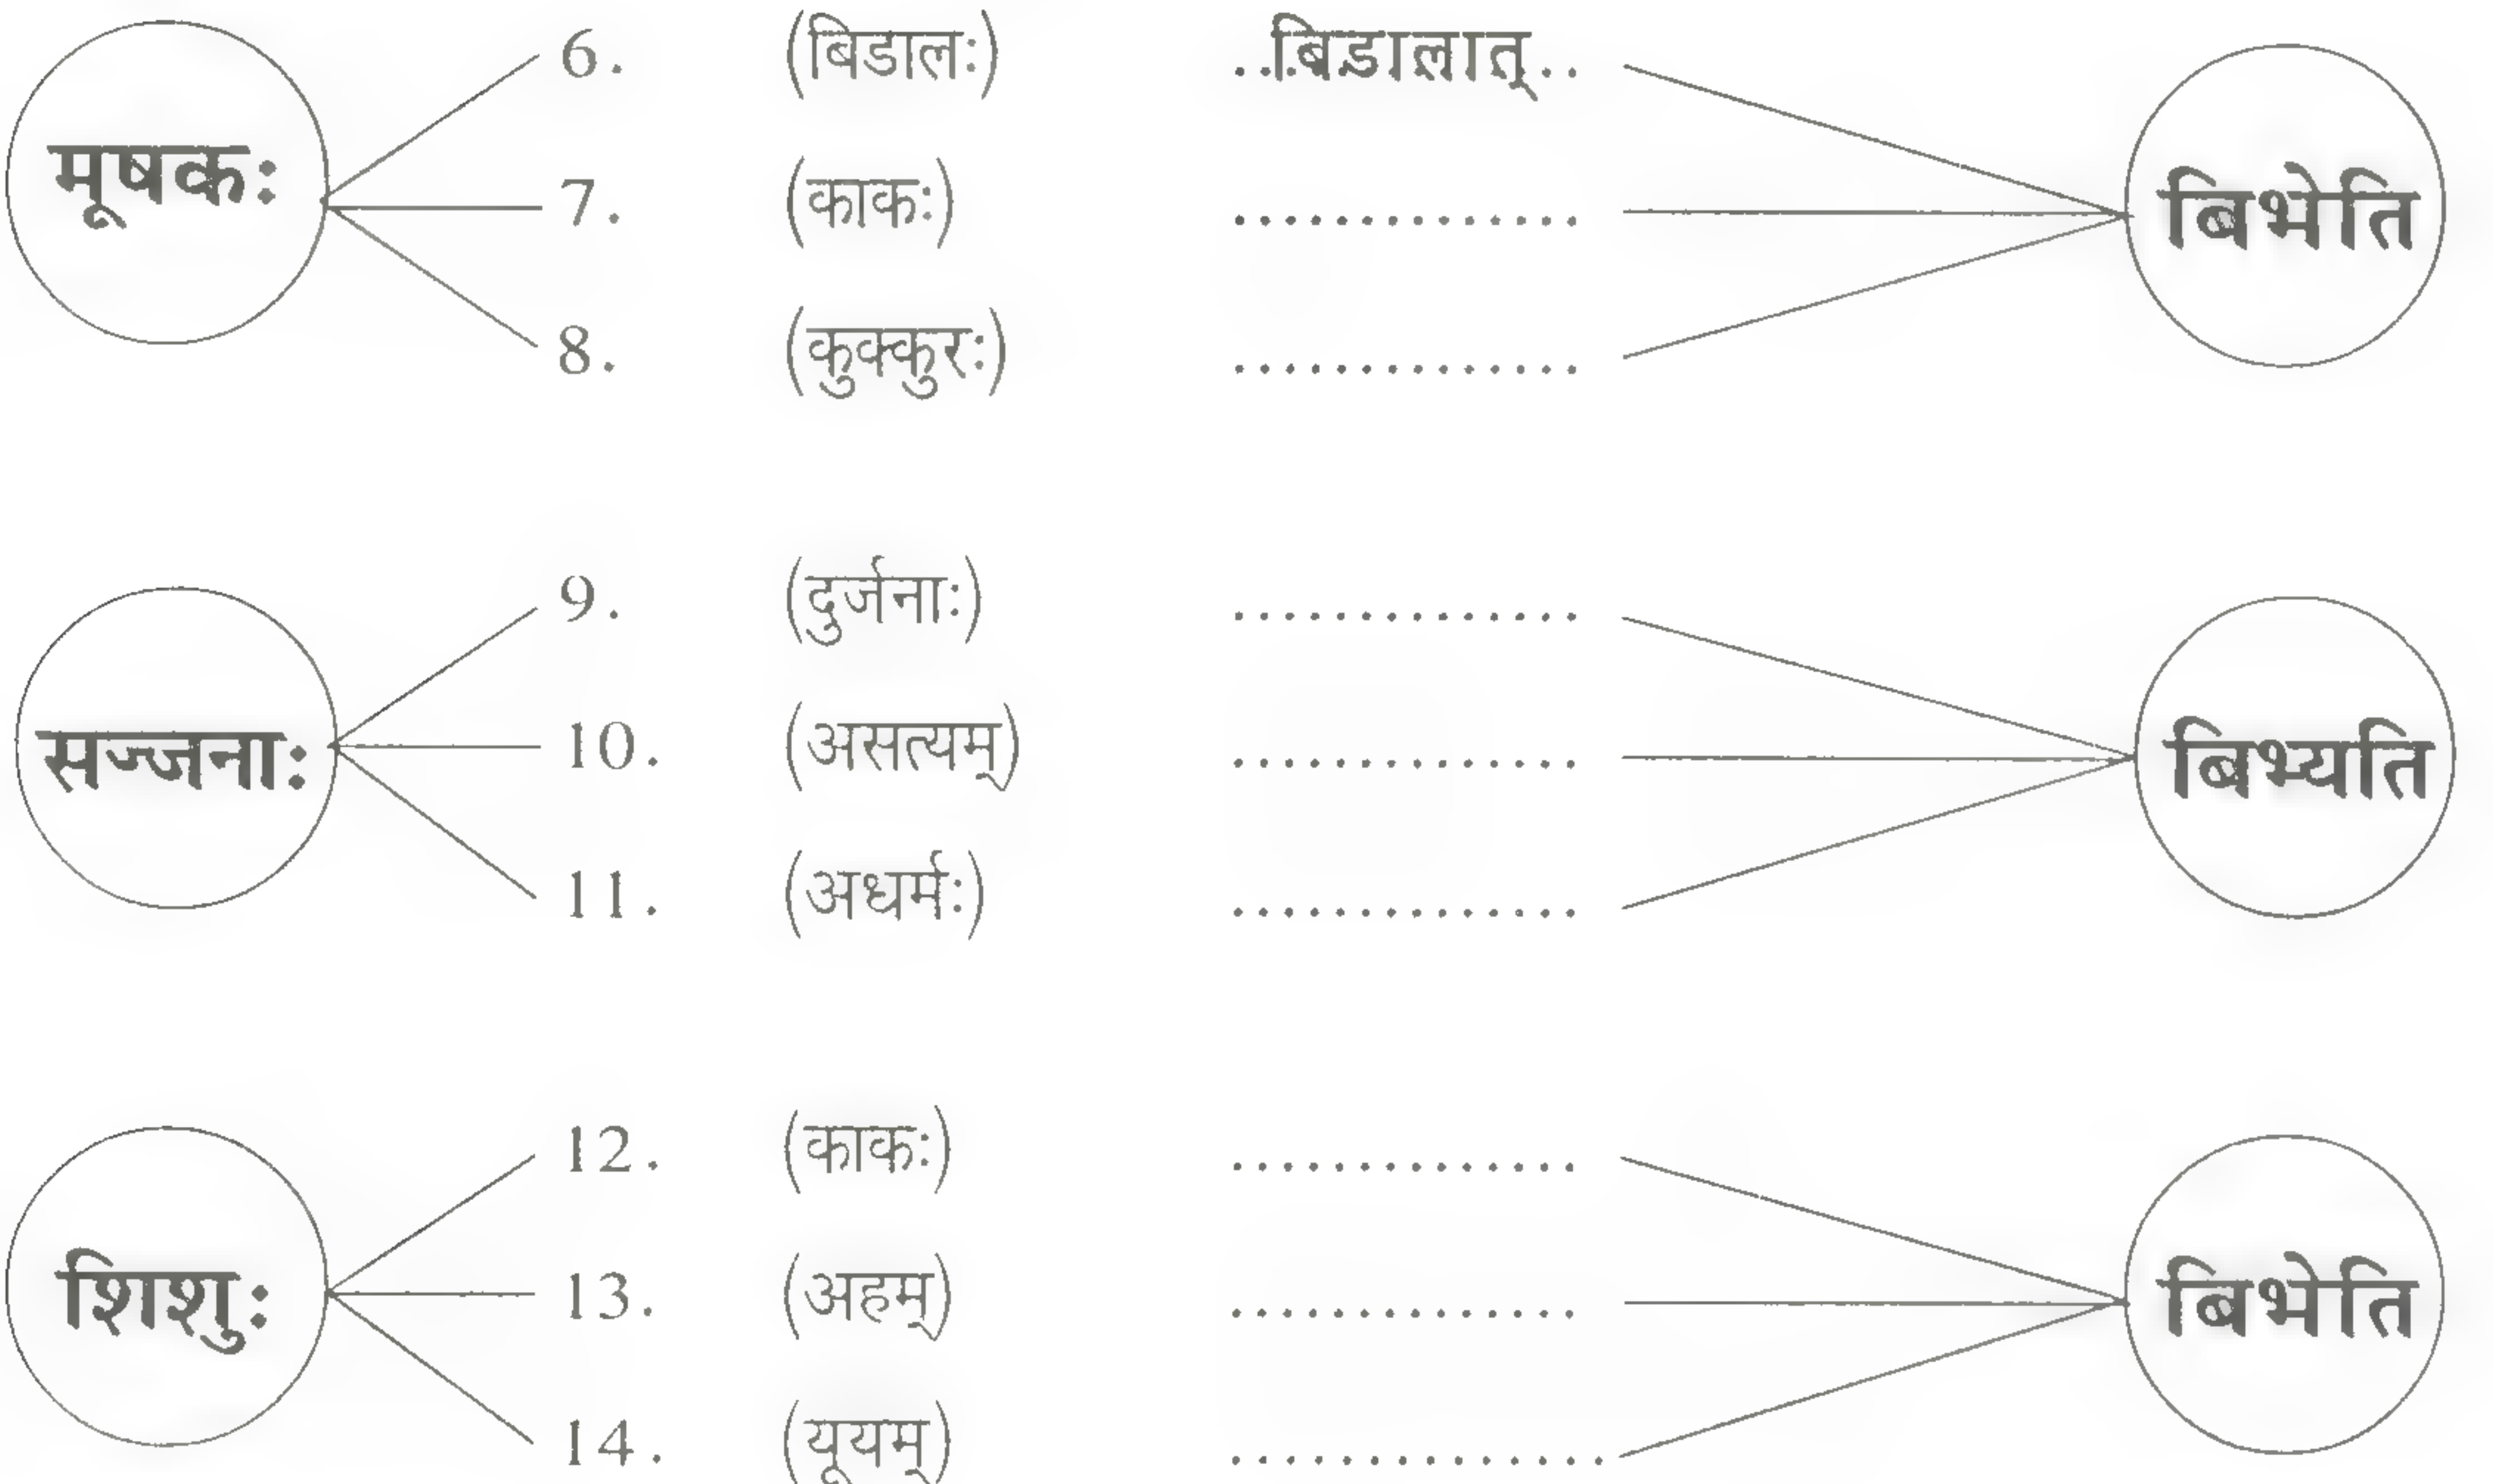 6. (बिडालः) ..बिडालात्..
मूषकः 7. (काकः) .............. बिभेति
8. (कुक्कुरः) ..............
9. (दुर्जनाः) ..............
सज्जनाः 10. (असत्यम्) .............. बिभ्यति
11. (अधर्मः) ..............
12. (काकः) ..............
शिशुः 13. (अहम्) .............. बिभेति
14. (यूयम्) ..............